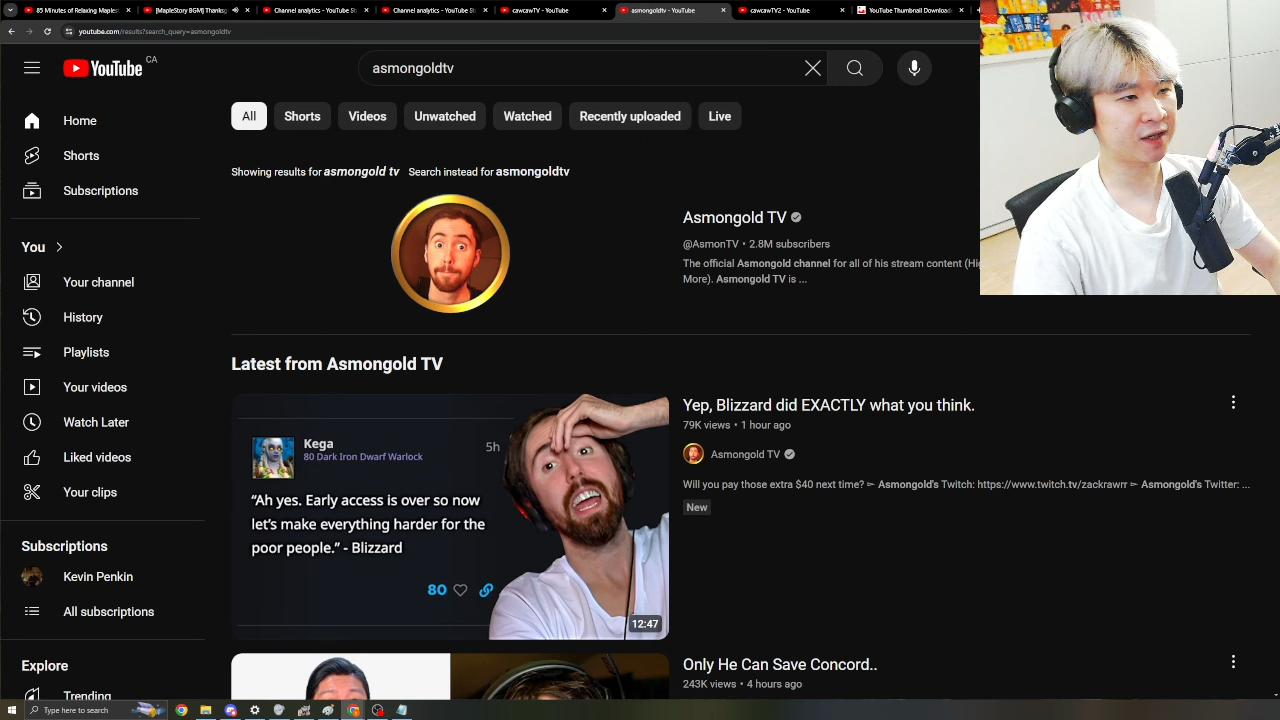 85 Minutes of Relaxing Maples
[MapleStory BGM] Thanksg
Channel analytics - YouTube St
Channel analytics - YouTube St
cawcawTV - YouTube
asmongoldtv - YouTube
cawcawTV2 - YouTube
YouTube Thumbnail Download
youtube.com/results?search_query=asmongoldtv
YouTube CA
asmongoldtv
All
Shorts
Videos
Unwatched
Watched
Recently uploaded
Live
Home
Shorts
Subscriptions
You
Your channel
History
Playlists
Your videos
Watch Later
Liked videos
Your clips
Subscriptions
Kevin Penkin
All subscriptions
Explore
Trending
Showing results for asmongold tv Search instead for asmongoldtv
Asmongold TV
@AsmonTV • 2.8M subscribers
The official Asmongold channel for all of his stream content (Hig
More). Asmongold TV is ...
Latest from Asmongold TV
Kega
5h
80 Dark Iron Dwarf Warlock
“Ah yes. Early access is over so now
let’s make everything harder for the
poor people.” - Blizzard
80
12:47
Yep, Blizzard did EXACTLY what you think.
79K views • 1 hour ago
Asmongold TV
Will you pay those extra $40 next time? ► Asmongold's Twitch: https://www.twitch.tv/zackrawrr ► Asmongold's Twitter: ...
New
Only He Can Save Concord..
243K views • 4 hours ago
Type here to search